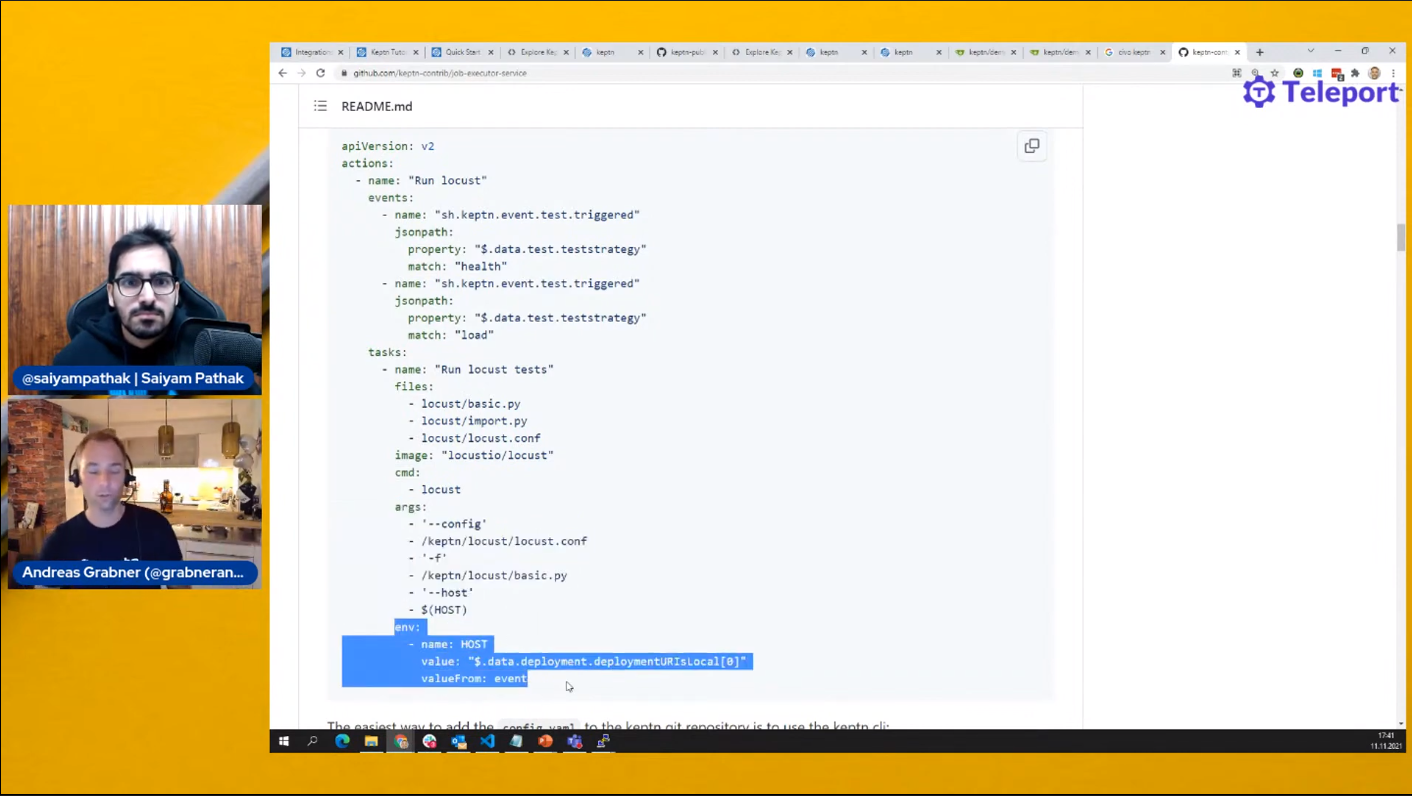 Integration
Keptn Tuto
Quick Start
Explore Ke
keptn
keptn-pub
Explore Ke
keptn
keptn
keptn/dem
keptn/dem
civo keptn
keptn-cont
github.com/keptn-contrib/job-executor-service
Teleport
README.md
apiVersion: v2
actions:
- name: "Run locust"
events:
- name: "sh.keptn.event.test.triggered"
jsonpath:
property: "$.data.test.teststrategy"
match: "health"
- name: "sh.keptn.event.test.triggered"
jsonpath:
property: "$.data.test.teststrategy"
match: "load"
tasks:
- name: "Run locust tests"
files:
- locust/basic.py
- locust/import.py
- locust/locust.conf
image: "locustio/locust"
cmd:
- locust
args:
- '--config'
- /keptn/locust/locust.conf
- '-f'
- /keptn/locust/basic.py
- '--host'
- $(HOST)
env:
- name: HOST
value: "$.data.deployment.deploymentURIsLocal[0]"
valueFrom: event
The easiest way to add the config.yaml to the keptn git repository is to use the keptn cli:
@saiyampathak | Saiyam Pathak
Andreas Grabner (@grabneran...
17:41
11.11.2021